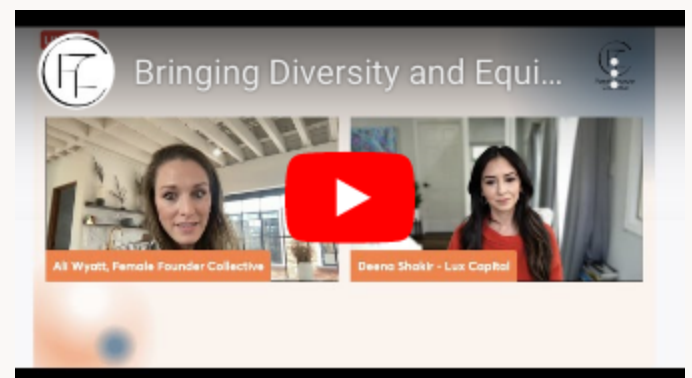 Bringing Diversity and Equi...
Ali Wyatt, Female Founder Collective
Deena Shakir - Lux Capital